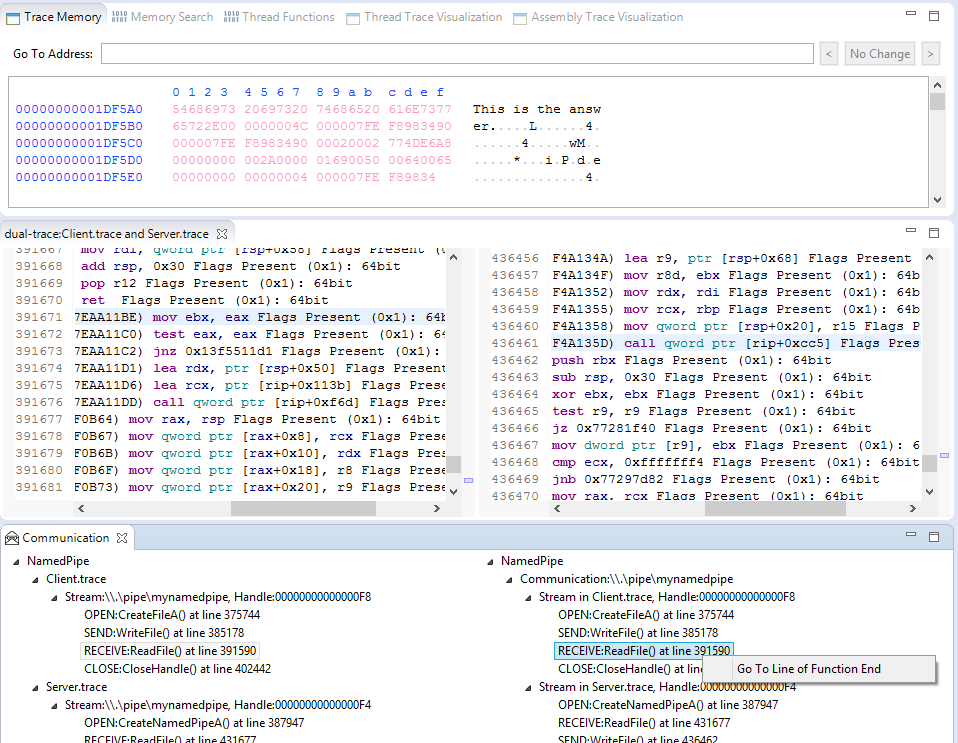 Trace Memory Memory Search Thread Functions Thread Trace Visualization Assembly Trace Visualization
Go To Address: < No Change >
0 1 2 3 4 5 6 7 8 9 a b c d e f
00000000001DF5A0 54686973 20697320 74686520 616E7377 This is the answ
00000000001DF5B0 65722E00 0000004C 000007FE F8983490 er.....L......4.
00000000001DF5C0 000007FE F8983490 00020002 774DE6A8 ......4.....wM..
00000000001DF5D0 00000000 002A0000 01690050 00640065 .....*...i.P.d.e
00000000001DF5E0 00000000 00000004 000007FE F89834 ..............4.
dual-trace:Client.trace and Server.trace
391667 mov rdi, qword ptr [rsp+0x58] Flags Present (0
391668 add rsp, 0x30 Flags Present (0x1): 64bit
391669 pop r12 Flags Present (0x1): 64bit
391670 ret Flags Present (0x1): 64bit
391671 7EAA11BE) mov ebx, eax Flags Present (0x1): 64b
391672 7EAA11C0) test eax, eax Flags Present (0x1): 64
391673 7EAA11C2) jnz 0x13f5511d1 Flags Present (0x1):
391674 7EAA11D1) lea rdx, ptr [rsp+0x50] Flags Present
391675 7EAA11D6) lea rcx, ptr [rip+0x113b] Flags Prese
391676 7EAA11DD) call qword ptr [rip+0xf6d] Flags Pres
391677 F0B64) mov rax, rsp Flags Present (0x1): 64bit
391678 F0B67) mov qword ptr [rax+0x8], rcx Flags Prese
391679 F0B6B) mov qword ptr [rax+0x10], rdx Flags Pres
391680 F0B6F) mov qword ptr [rax+0x18], r8 Flags Prese
391681 F0B73) mov qword ptr [rax+0x20], r9 Flags Prese
436456 F4A134A) lea r9, ptr [rsp+0x68] Flags Present
436457 F4A134F) mov r8d, ebx Flags Present (0x1): 64b
436458 F4A1352) mov rdx, rdi Flags Present (0x1): 64b
436459 F4A1355) mov rcx, rbp Flags Present (0x1): 64b
436460 F4A1358) mov qword ptr [rsp+0x20], r15 Flags P
436461 F4A135D) call qword ptr [rip+0xcc5] Flags Pres
436462 push rbx Flags Present (0x1): 64bit
436463 sub rsp, 0x30 Flags Present (0x1): 64bit
436464 xor ebx, ebx Flags Present (0x1): 64bit
436465 test r9, r9 Flags Present (0x1): 64bit
436466 jz 0x77281f40 Flags Present (0x1): 64bit
436467 mov dword ptr [r9], ebx Flags Present (0x1): 6
436468 cmp ecx, 0xfffffff4 Flags Present (0x1): 64bit
436469 jnb 0x77297d82 Flags Present (0x1): 64bit
436470 mov rax, rcx Flags Present (0x1): 64bit
Communication
NamedPipe
Client.trace
Stream:\\.\pipe\mynamedpipe, Handle:00000000000000F8
OPEN:CreateFileA() at line 375744
SEND:WriteFile() at line 385178
RECEIVE:ReadFile() at line 391590
CLOSE:CloseHandle() at line 402442
Server.trace
Stream:\\.\pipe\mynamedpipe, Handle:00000000000000F4
OPEN:CreateNamedPipeA() at line 387947
RECEIVE:ReadFile() at line 431677
NamedPipe
Communication:\\.\pipe\mynamedpipe
Stream in Client.trace, Handle:00000000000000F8
OPEN:CreateFileA() at line 375744
SEND:WriteFile() at line 385178
RECEIVE:ReadFile() at line 391590
CLOSE:CloseHandle() at line
Go To Line of Function End
Stream in Server.trace, Handle:00000000000000F4
OPEN:CreateNamedPipeA() at line 387947
RECEIVE:ReadFile() at line 431677
SEND:WriteFile() at line 436462